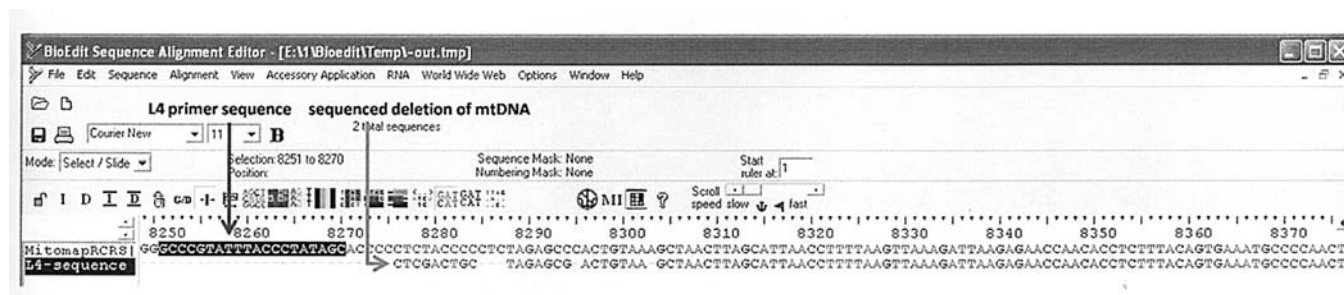 BioEdit Sequence Alignment Editor - [E:\1\Bioedit\Temp\-out.tmp]
File Edit Sequence Alignment View Accessory Application RNA World Wide Web Options Window Help
L4 primer sequence sequenced deletion of mtDNA
Courier New 11 B 2 total sequences
Mode: Select / Slide Selection: 8251 to 8270 Sequence Mask: None Start
Position: Numbering Mask: None ruler at: 1
I D I D G/D MI ? Scroll
speed slow fast
8250 8260 8270 8280 8290 8300 8310 8320 8330 8340 8350 8360 8370
MitomapRCRS| GGGCCCGTATTTACCCTATAGCACCCCCTCTACCCCCTCTAGAGCCCACTGTAAAGCTAACTTAGCATTAACCTTTTAAGTTAAAGATTAAGAGAACCAACACCTCTTTACAGTGAAATGCCCCAACT
L4-sequence CTCGACTGC TAGAGCG ACTGTAA GCTAACTTAGCATTAACCTTTTAAGTTAAAGATTAAGAGAACCAACACCTCTTTACAGTGAAATGCCCCAACT